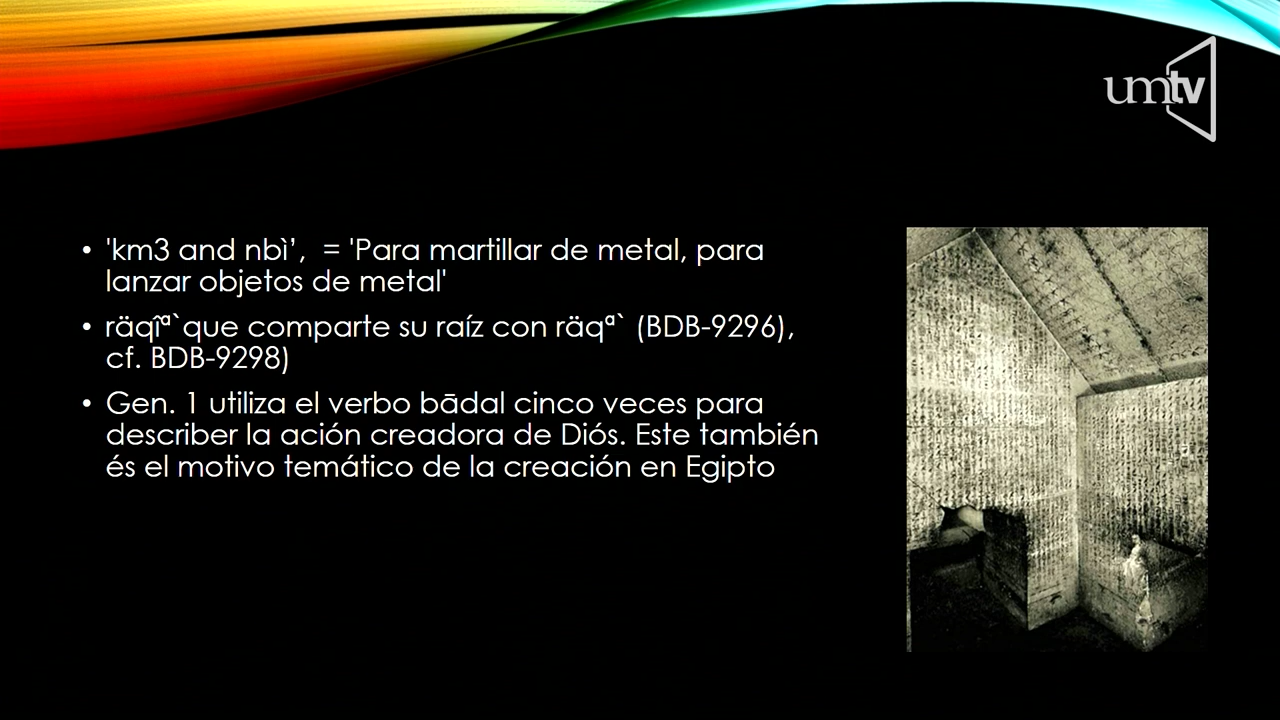 umtv
• 'km3 and nbì’,  = 'Para martillar de metal, para
lanzar objetos de metal'
• räqîª`que comparte su raíz con räqª` (BDB-9296),
cf. BDB-9298)
• Gen. 1 utiliza el verbo bādal cinco veces para
describer la ación creadora de Diós. Este también
és el motivo temático de la creación en Egipto